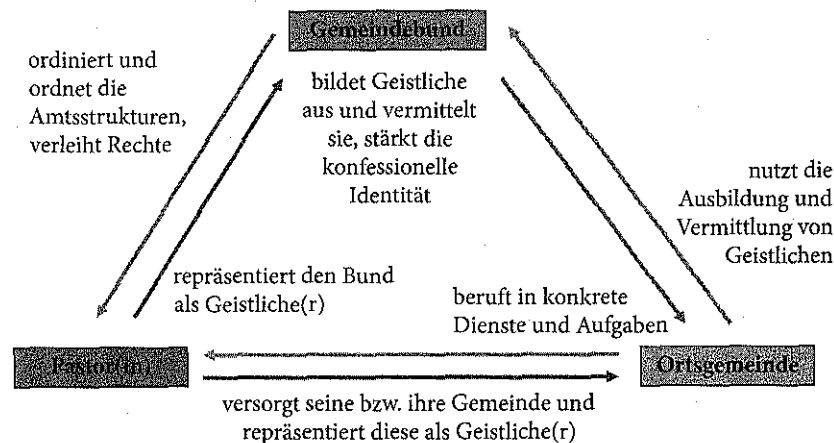 Gemeindebund
ordiniert und
ordnet die
Amtsstrukturen,
verleiht Rechte
bildet Geistliche
aus und vermittelt
sie, stärkt die
konfessionelle
Identität
nutzt die
Ausbildung und
Vermittlung von
Geistlichen
repräsentiert den Bund
als Geistliche(r)
beruft in konkrete
Dienste und Aufgaben
Pastor(in)
Ortsgemeinde
versorgt seine bzw. ihre Gemeinde und
repräsentiert diese als Geistliche(r)